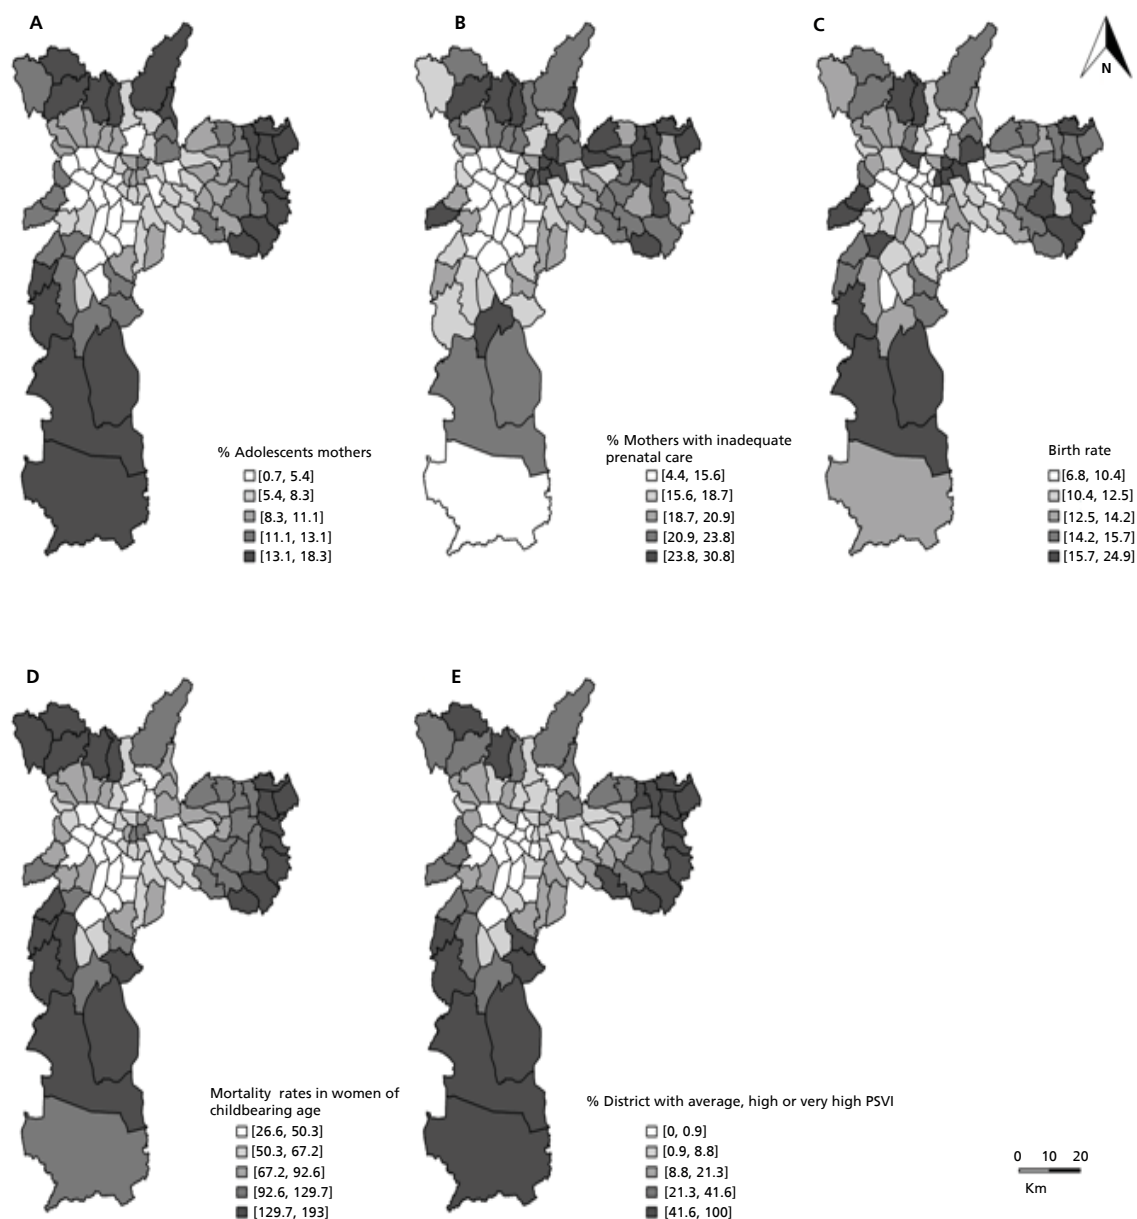 A
B
C
N
% Adolescents mothers
[0.7, 5.4]
[5.4, 8.3]
[8.3, 11.1]
[11.1, 13.1]
[13.1, 18.3]
% Mothers with inadequate
prenatal care
[4.4, 15.6]
[15.6, 18.7]
[18.7, 20.9]
[20.9, 23.8]
[23.8, 30.8]
Birth rate
[6.8, 10.4]
[10.4, 12.5]
[12.5, 14.2]
[14.2, 15.7]
[15.7, 24.9]
D
E
Mortality rates in women of
childbearing age
[26.6, 50.3]
[50.3, 67.2]
[67.2, 92.6]
[92.6, 129.7]
[129.7, 193]
% District with average, high or very high PSVI
[0, 0.9]
[0.9, 8.8]
[8.8, 21.3]
[21.3, 41.6]
[41.6, 100]
0 10 20
Km